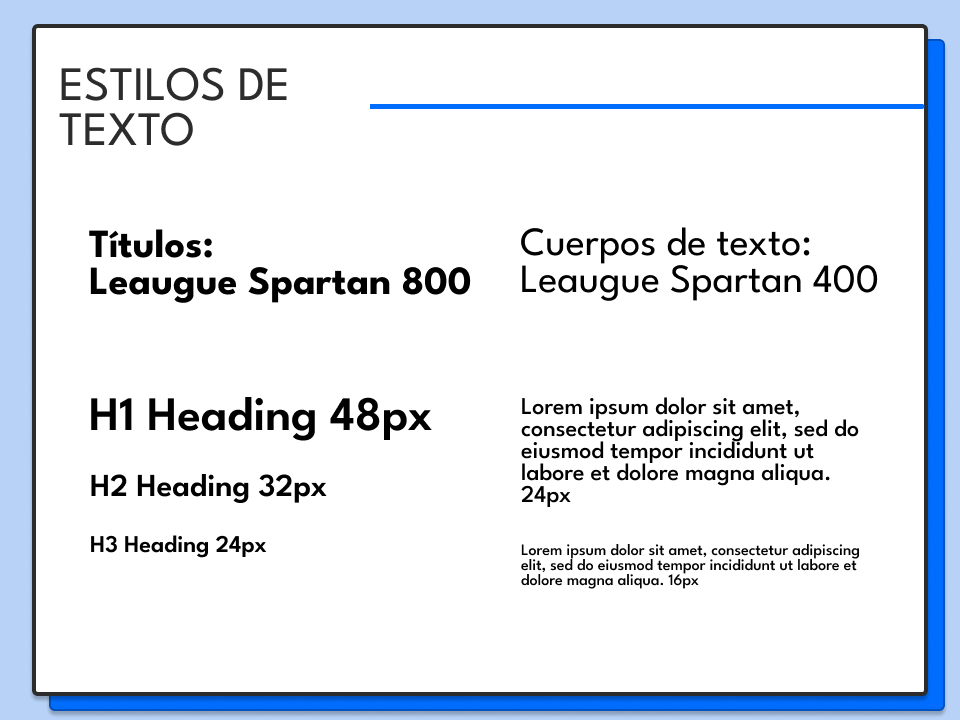 ESTILOS DE
TEXTO
Títulos:
Leaugue Spartan 800
Cuerpos de texto:
Leaugue Spartan 400
H1 Heading 48px
H2 Heading 32px
H3 Heading 24px
Lorem ipsum dolor sit amet,
consectetur adipiscing elit, sed do
eiusmod tempor incididunt ut
labore et dolore magna aliqua.
24px
Lorem ipsum dolor sit amet, consectetur adipiscing
elit, sed do eiusmod tempor incididunt ut labore et
dolore magna aliqua. 16px